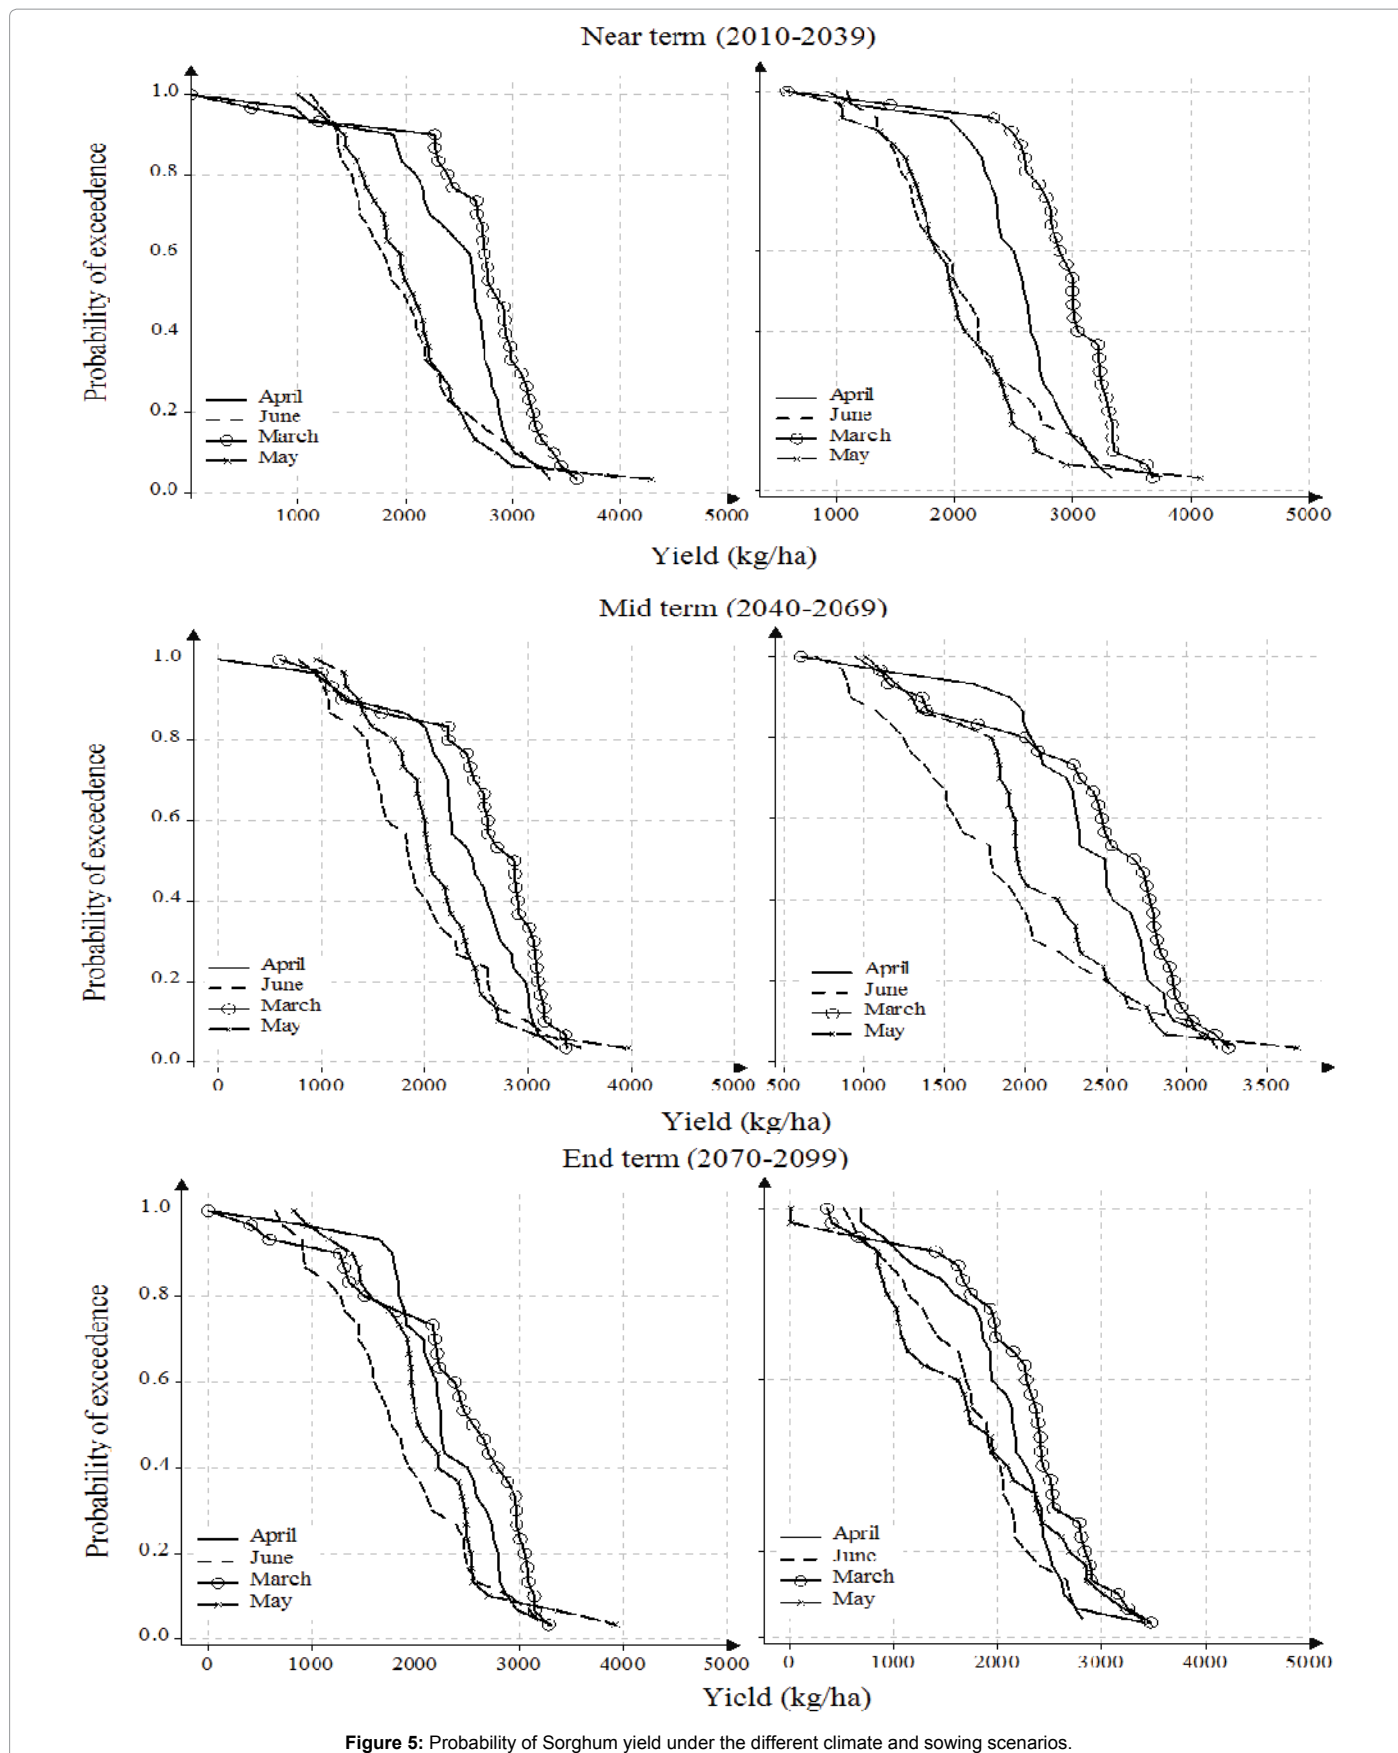 Near term (2010-2039)
Probability of exceedence
1.0
0.8
0.6
0.4
0.2
0.0
April
June
March
May
1000 2000 3000 4000 5000
April
June
March
May
1000 2000 3000 4000 5000
Yield (kg/ha)
Mid term (2040-2069)
Probability of exceedence
1.0
0.8
0.6
0.4
0.2
0.0
April
June
March
May
0 1000 2000 3000 4000 5000
April
June
March
May
500 1000 1500 2000 2500 3000 3500
Yield (kg/ha)
End term (2070-2099)
Probability of exceedence
1.0
0.8
0.6
0.4
0.2
0.0
April
June
March
May
0 1000 2000 3000 4000 5000
April
June
March
May
0 1000 2000 3000 4000 5000
Yield (kg/ha)
Figure 5: Probability of Sorghum yield under the different climate and sowing scenarios.